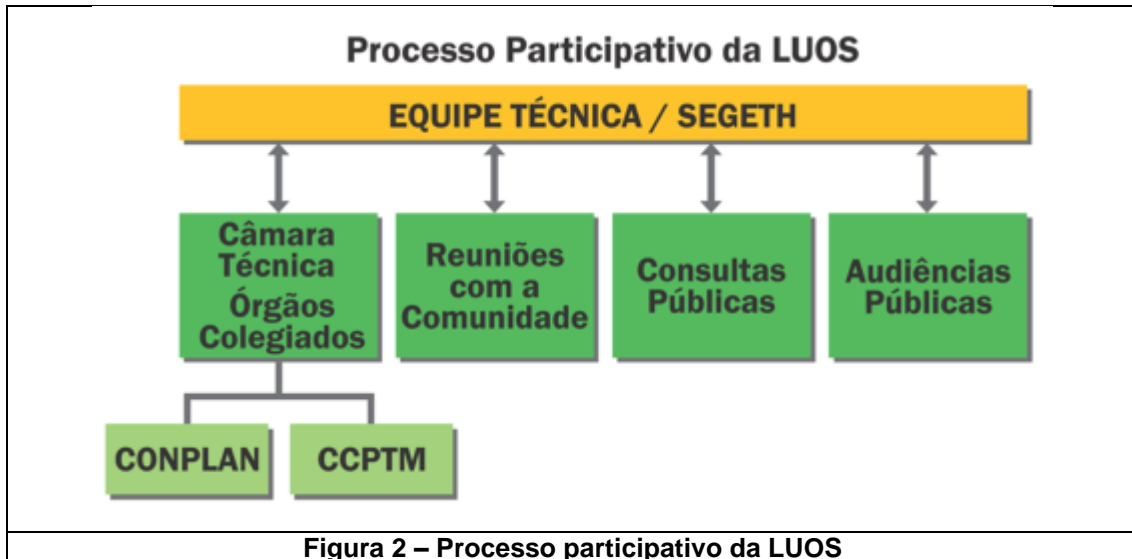 Processo Participativo da LUOS
EQUIPE TÉCNICA / SEGETH
Câmara
Técnica
Órgãos
Colegiados
Reuniões
com a
Comunidade
Consultas
Públicas
Audiências
Públicas
CONPLAN
CCPTM
Figura 2 – Processo participativo da LUOS